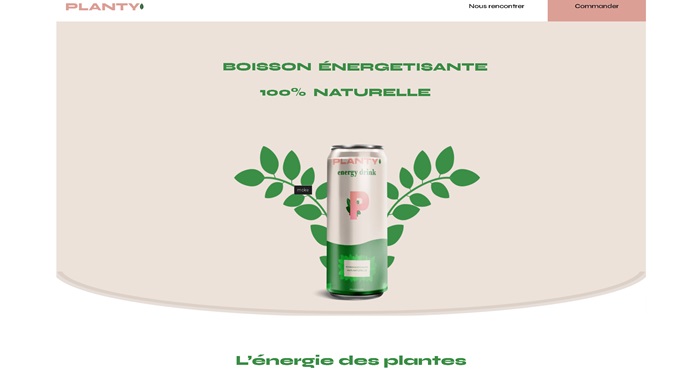 PLANTY
Nous rencontrer
Commander
BOISSON ÉNERGETISANTE
100% NATURELLE
PLANTY
energy drink
P
L'énergie des plantes